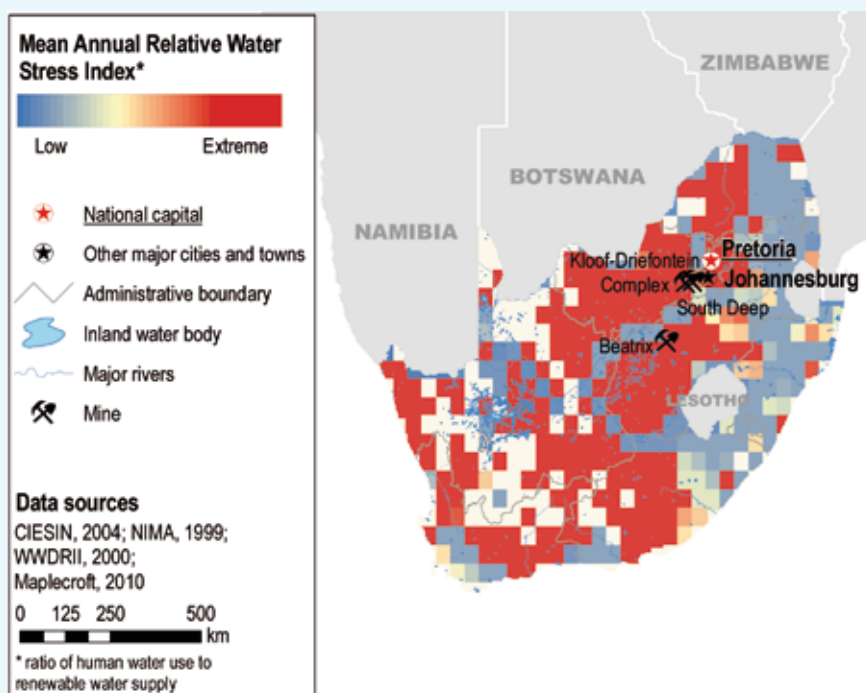 Mean Annual Relative Water
Stress Index*
Low Extreme
National capital
Other major cities and towns
Administrative boundary
Inland water body
Major rivers
Mine
Data sources
CIESIN, 2004; NIMA, 1999;
WWDRII, 2000;
Maplecroft, 2010
0 125 250 500
km
* ratio of human water use to
renewable water supply
ZIMBABWE
BOTSWANA
NAMIBIA
Pretoria
Kloof-Driefontein
Complex
Johannesburg
South Deep
Beatrix
LESOTHO